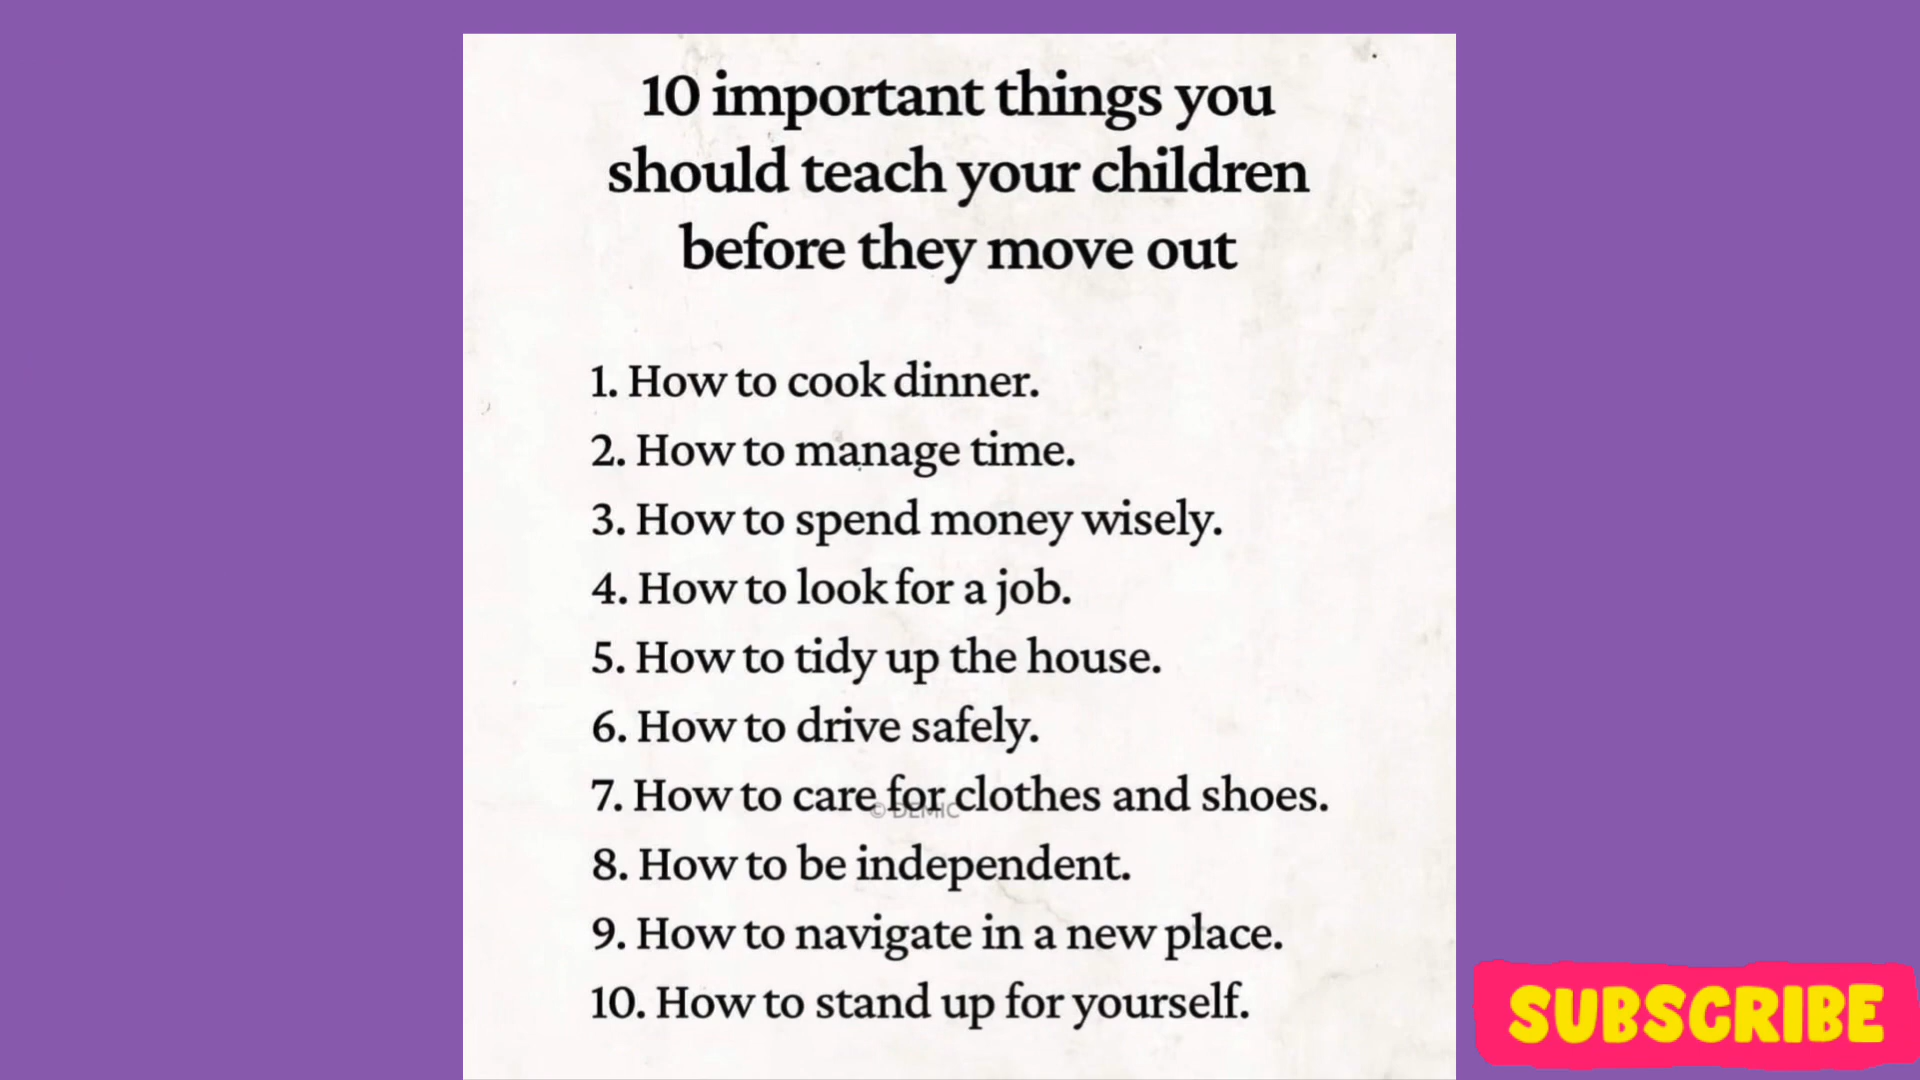 10 important things you
should teach your children
before they move out
1. How to cook dinner.
2. How to manage time.
3. How to spend money wisely.
4. How to look for a job.
5. How to tidy up the house.
6. How to drive safely.
7. How to care for clothes and shoes.
© DEMIC
8. How to be independent.
9. How to navigate in a new place.
10. How to stand up for yourself.
SUBSCRIBE